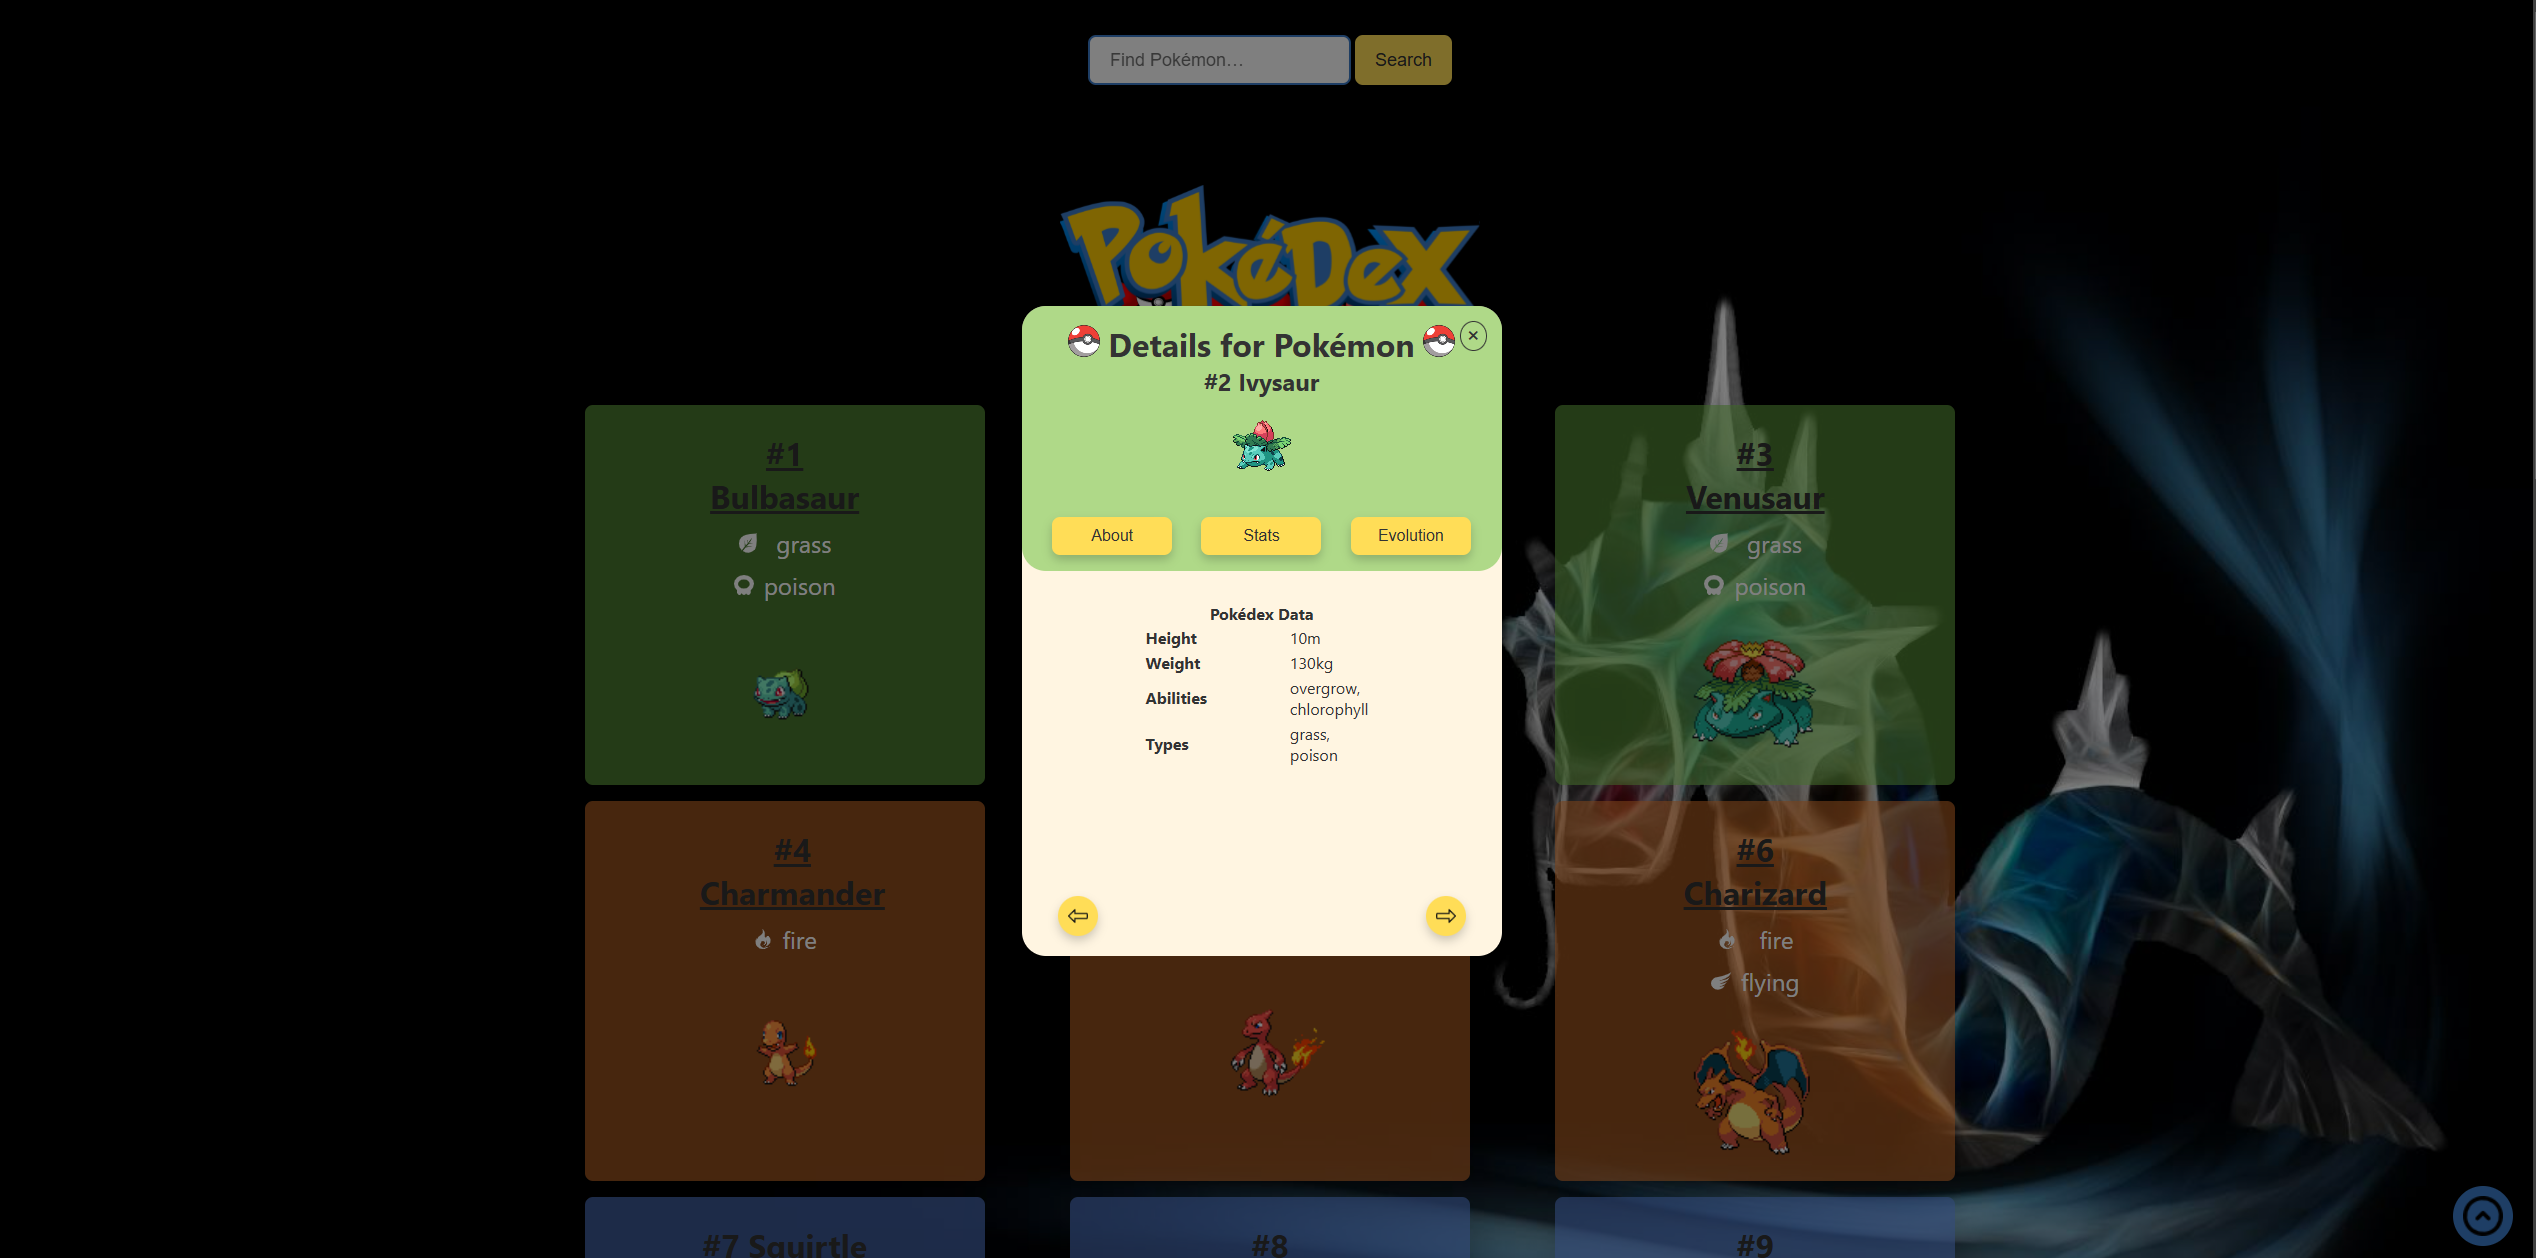 Find Pokémon…
Search
PokéDex
Details for Pokémon
×
#2 Ivysaur
About
Stats
Evolution
Pokédex Data
Height 10m
Weight 130kg
Abilities overgrow,
chlorophyll
Types grass,
poison
#1
Bulbasaur
grass
poison
#3
Venusaur
grass
poison
#4
Charmander
fire
#6
Charizard
fire
flying
#7 Squirtle
#8
#9